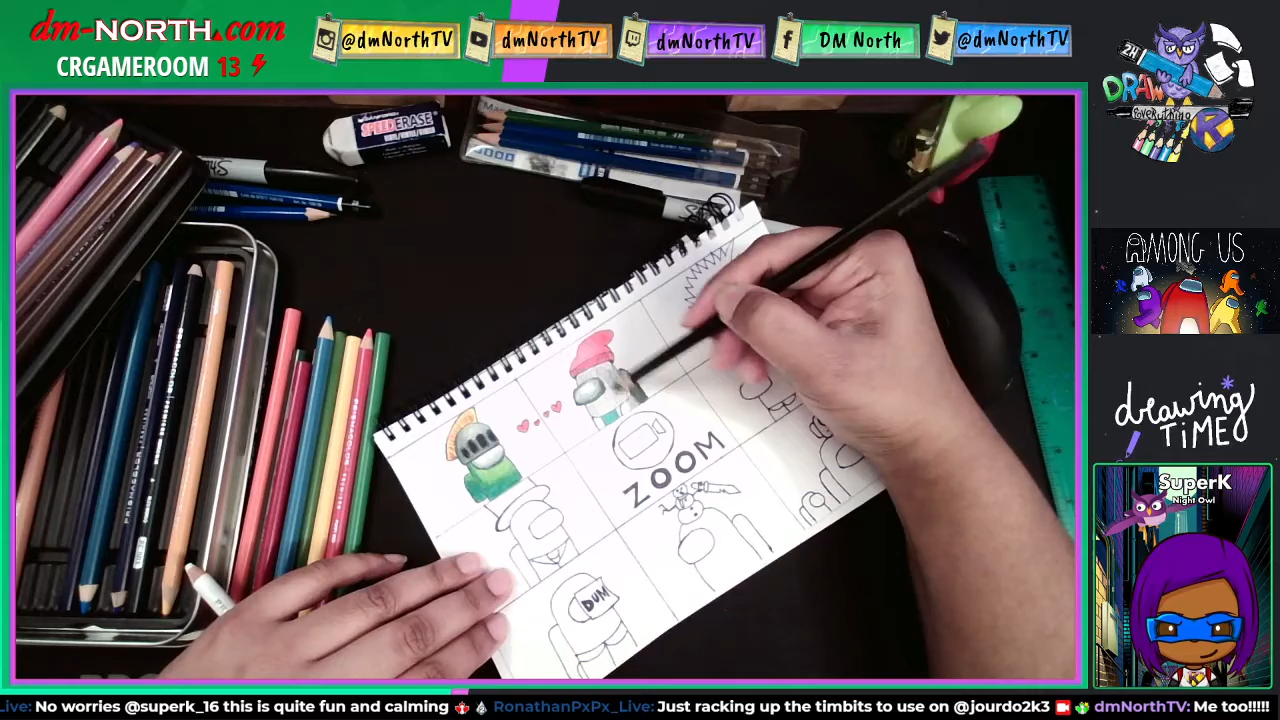 dm-NORTH.com
CRGAMEROOM 13
@dmNorthTV
dmNorthTV
dmNorthTV
DM North
@dmNorthTV
DRAW
AMONG US
drawing
TIME
SuperK
Night Owl
SPEEDERASE
ZOOM
DUM
Live: No worries @superk_16 this is quite fun and calming
RonathanPxPx_Live: Just racking up the timbits to use on @jourdo2k3
dmNorthTV: Me too!!!!!